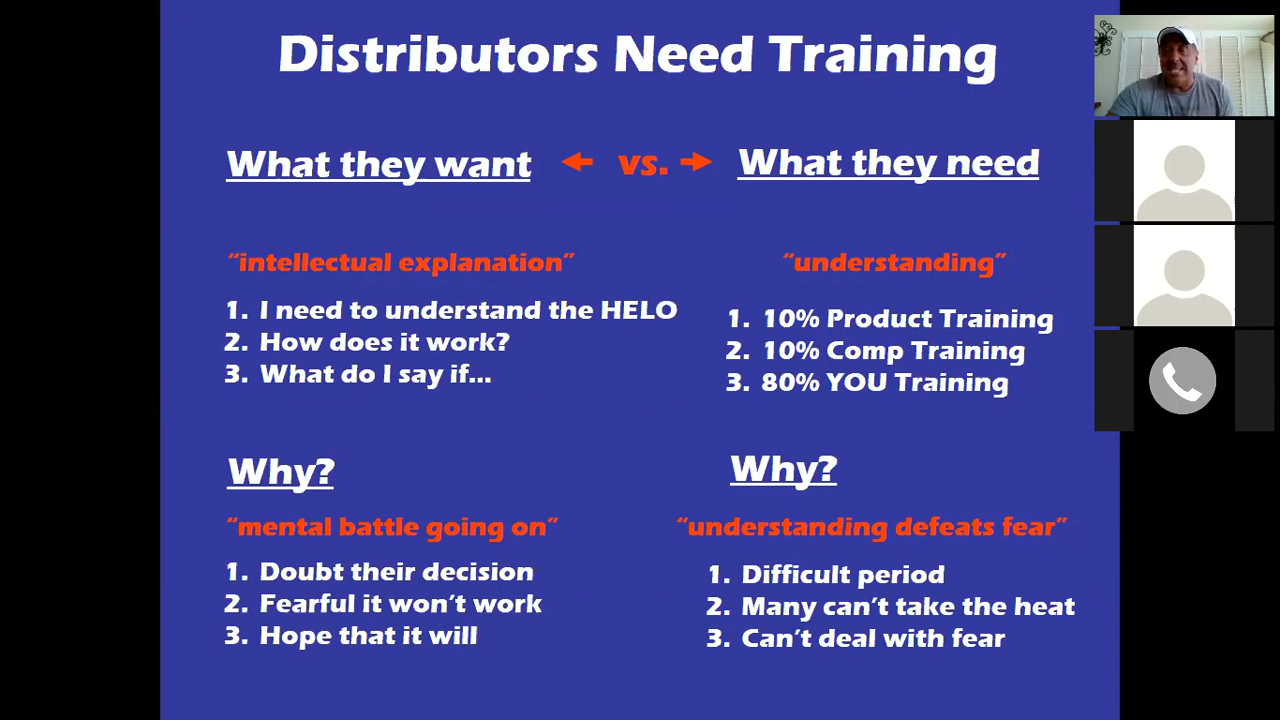 Distributors Need Training
What they want ← vs. → What they need
“intellectual explanation”
1. I need to understand the HELO
2. How does it work?
3. What do I say if...
“understanding”
1. 10% Product Training
2. 10% Comp Training
3. 80% YOU Training
Why?
“mental battle going on”
1. Doubt their decision
2. Fearful it won’t work
3. Hope that it will
Why?
“understanding defeats fear”
1. Difficult period
2. Many can’t take the heat
3. Can’t deal with fear